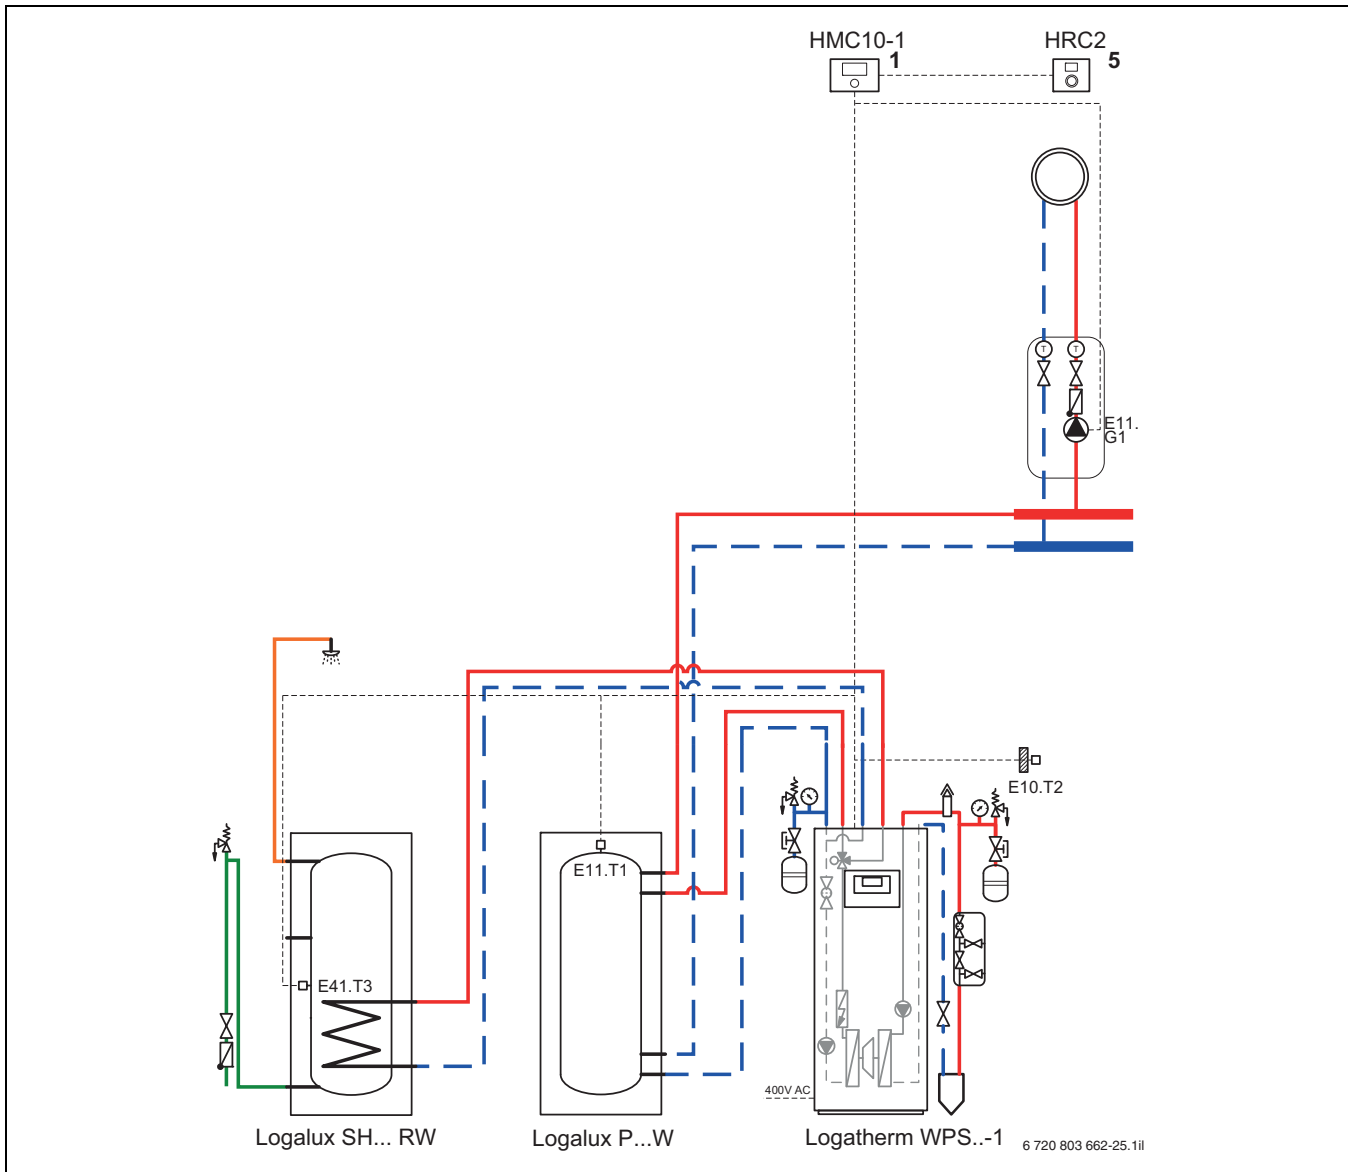 HMC10-1
1
HRC2
5
T
T
E11.
G1
E10.T2
E11.T1
E41.T3
400V AC
Logalux SH... RW
Logalux P...W
Logatherm WPS..-1
6 720 803 662-25.1il